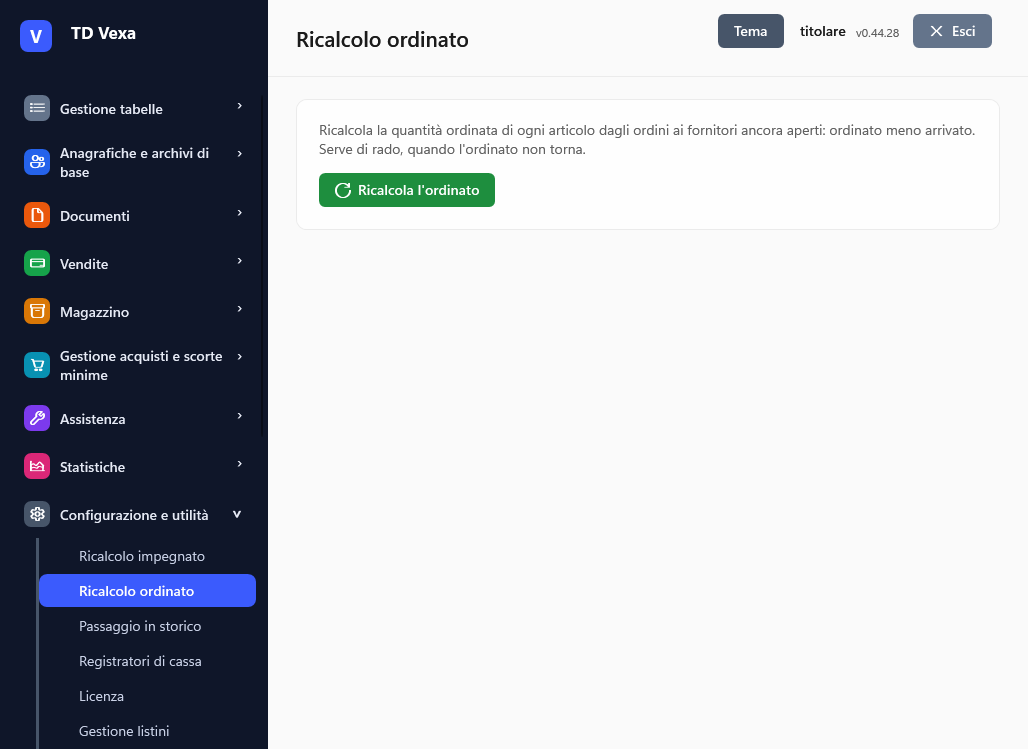 V
TD Vexa
Gestione tabelle
Anagrafiche e archivi di
base
Documenti
Vendite
Magazzino
Gestione acquisti e scorte
minime
Assistenza
Statistiche
Configurazione e utilità
Ricalcolo impegnato
Ricalcolo ordinato
Passaggio in storico
Registratori di cassa
Licenza
Gestione listini
Ricalcolo ordinato
Tema
titolare v0.44.28
Esci
Ricalcola la quantità ordinata di ogni articolo dagli ordini ai fornitori ancora aperti: ordinato meno arrivato.
Serve di rado, quando l'ordinato non torna.
Ricalcola l'ordinato